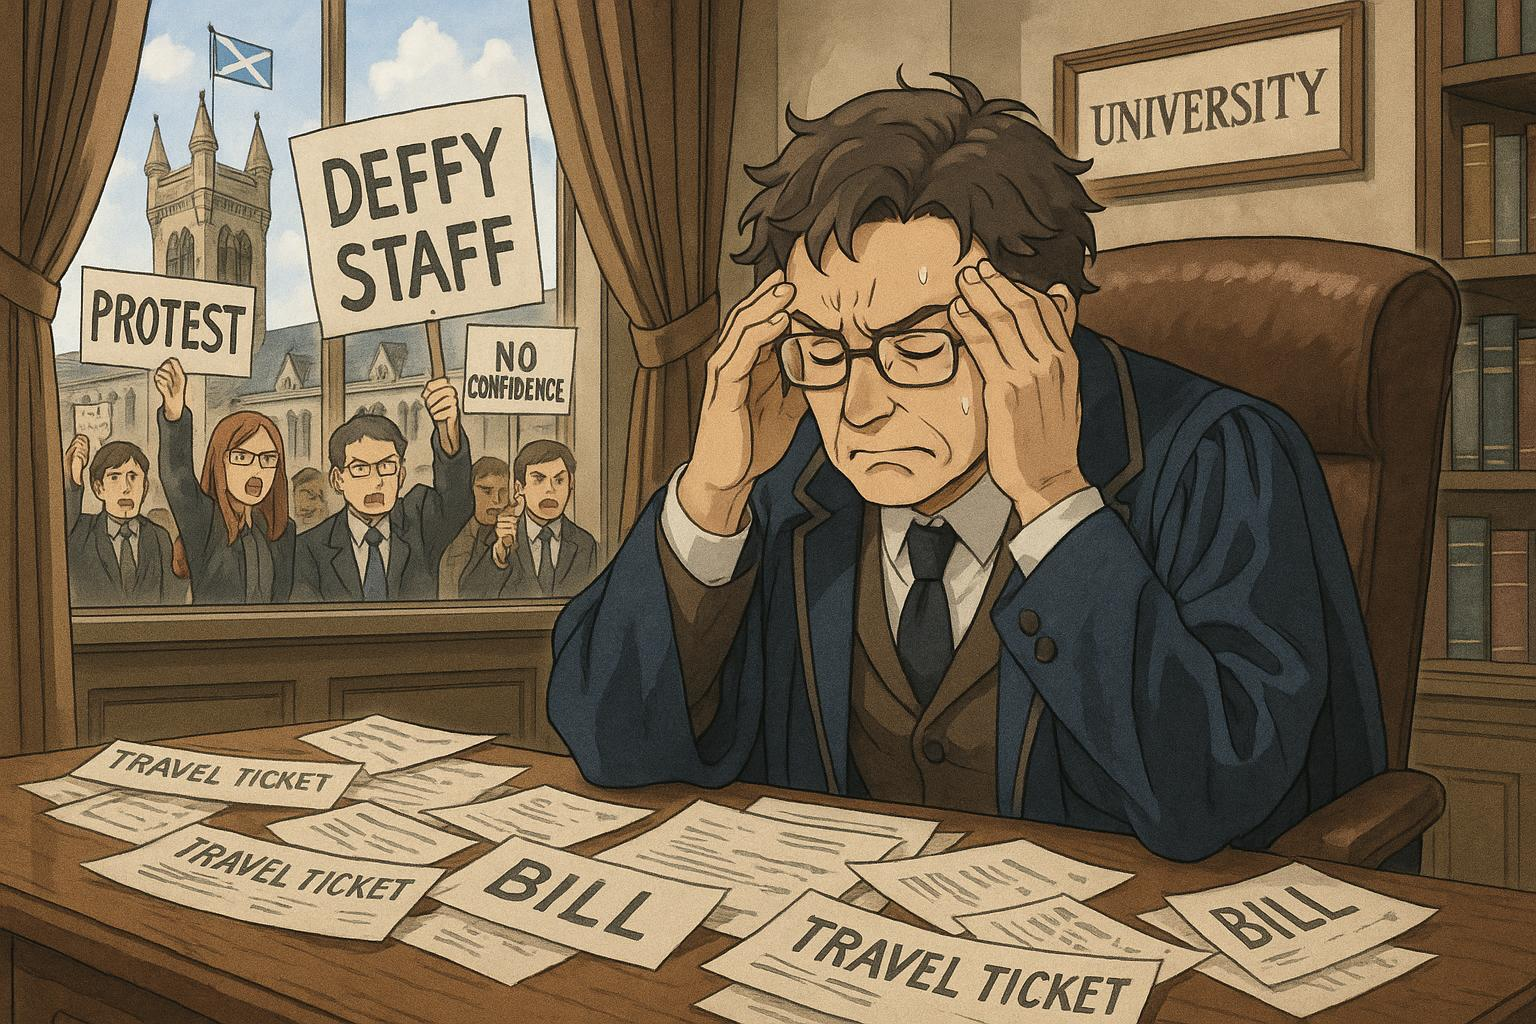 PROTEST
DEFFY
STAFF
NO
CONFIDENCE
UNIVERSITY
TRAVEL TICKET
TRAVEL TICKET
BILL
TRAVEL TICKET
BILL